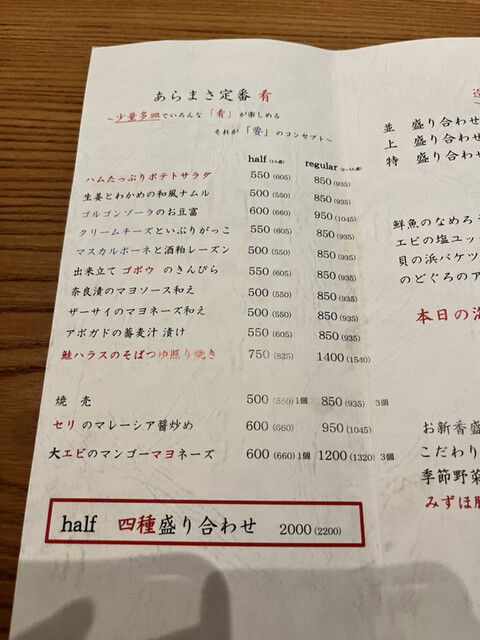 あらまさ定番 肴
~少量多皿でいろんな「肴」が楽しめる
それが「要」のコンセプト~
half (1人前) regular (2~3人前)
ハムたっぷりポテトサラダ 550 (605) 850 (935)
生姜とわかめの和風ナムル 500 (550) 850 (935)
ゴルゴンゾーラのお豆富 600 (660) 950 (1045)
クリームチーズといぶりがっこ 550 (605) 850 (935)
マスカルポーネと酒粕レーズン 500 (550) 850 (935)
出来立て ゴボウ のきんぴら 550 (605) 850 (935)
奈良漬のマヨソース和え 500 (550) 850 (935)
ザーサイのマヨネーズ和え 500 (550) 850 (935)
アボガドの蕎麦汁 漬け 550 (605) 850 (935)
鮭ハラスのそばつゆ照り焼き 750 (825) 1400 (1540)
焼 売 500 (550) 1個 850 (935) 3個
セリ のマレーシア醤炒め 600 (660) 950 (1045)
大エビのマンゴーマヨネーズ 600 (660) 1個 1200 (1320) 3個
half 四種盛り合わせ 2000 (2200)
並 盛り合わせ
上 盛り合わせ
特 盛り合わせ
鮮魚のなめろ
エビの塩ユッ
貝の浜バケツ
のどぐろのア
本日の海
お新香盛
こだわり
季節野菜
みずほ豚